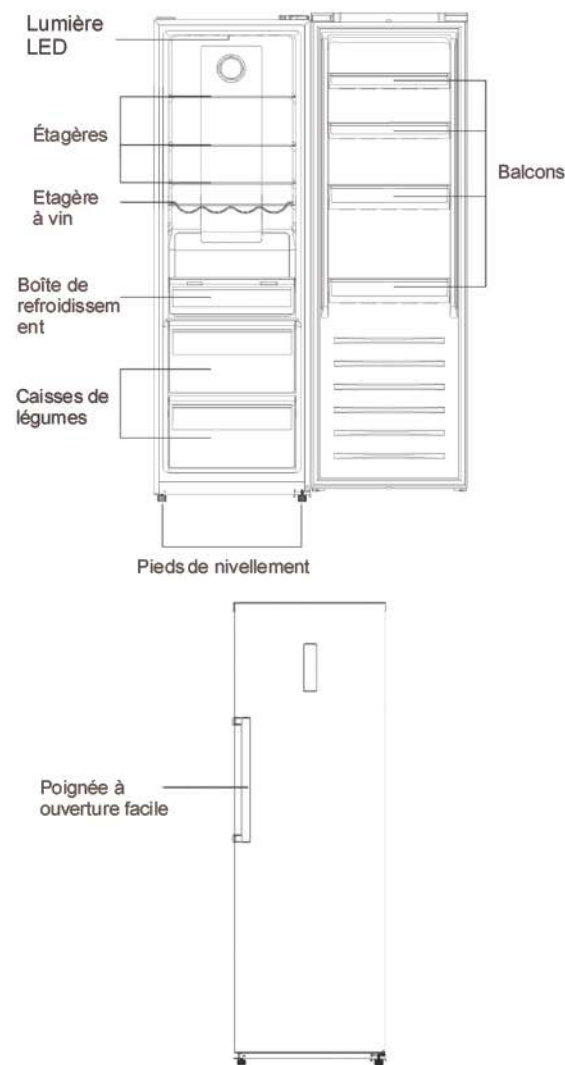 Lumière
LED
Étagères
Etagère
à vin
Boîte de
refroidissem
ent
Caisses de
légumes
Balcons
Pieds de nivellement
Poignée à
ouverture facile